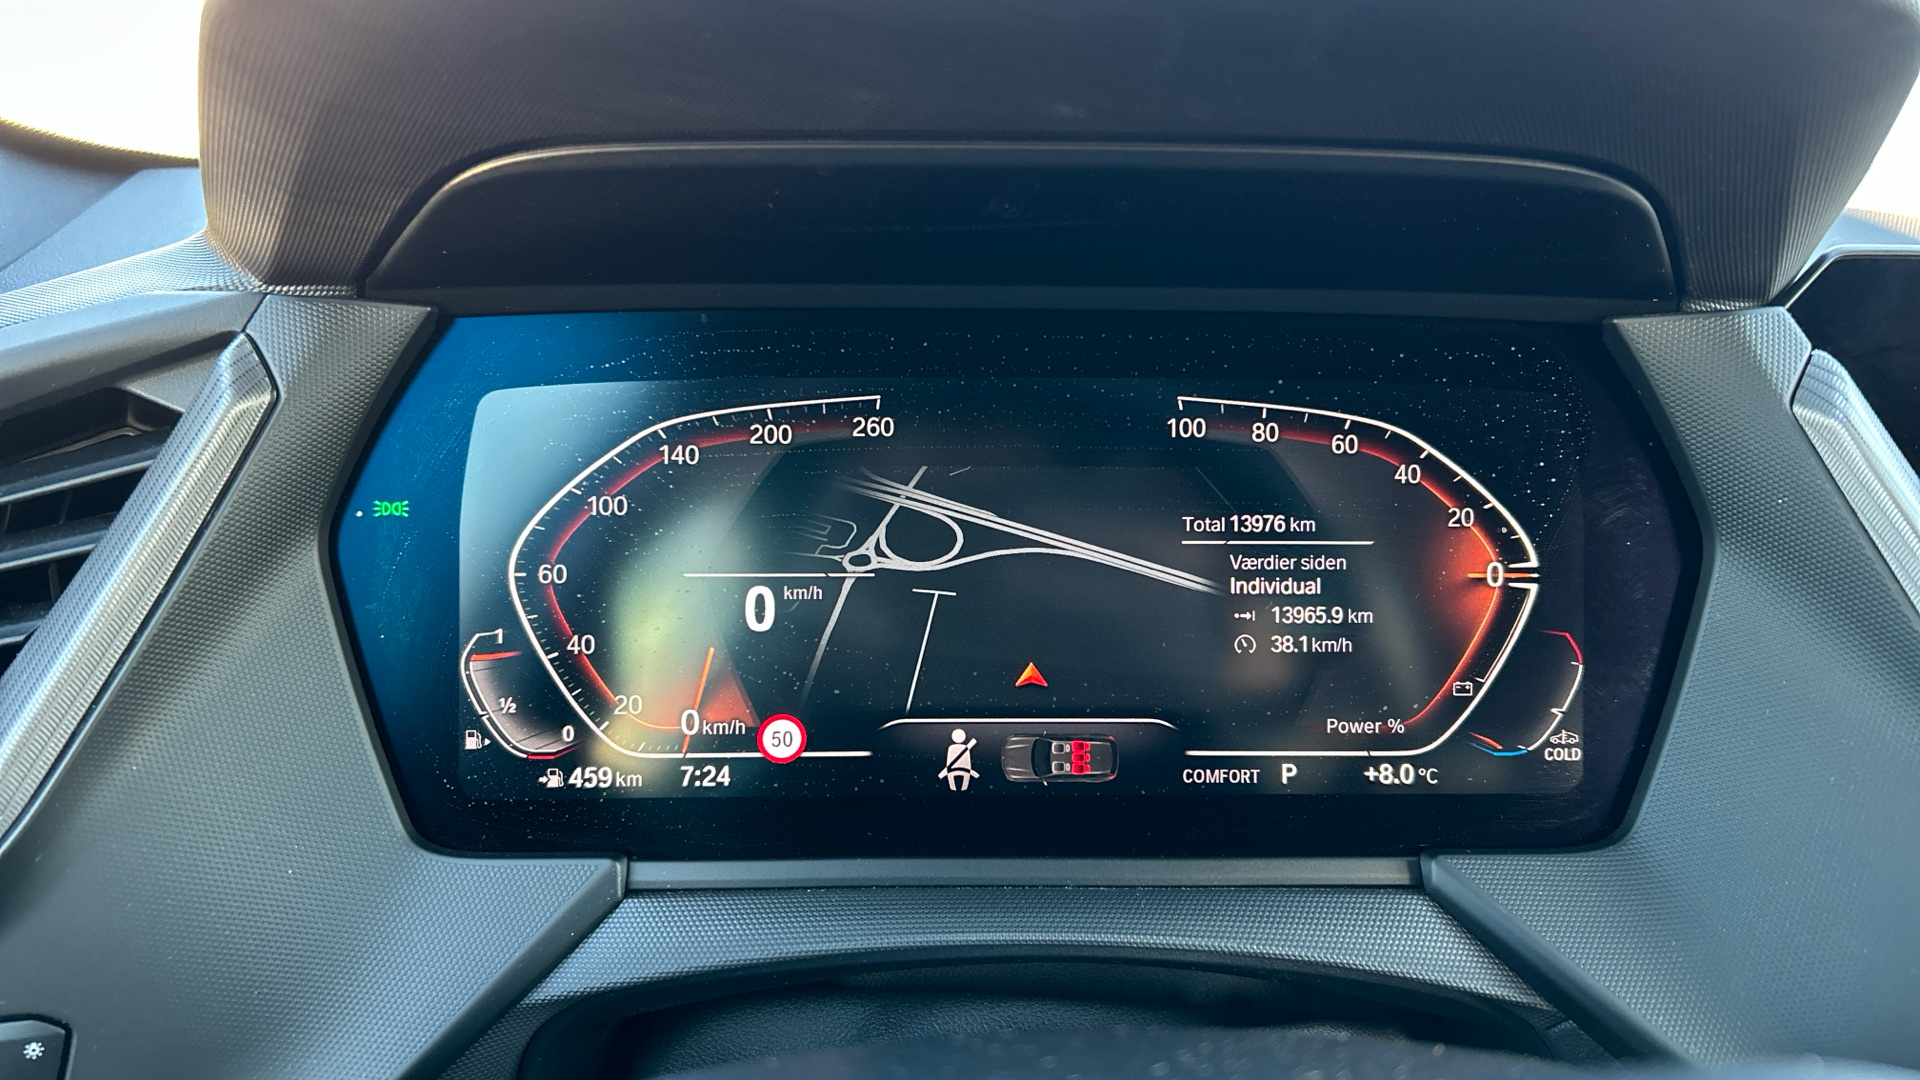 260
200
140
100
60
40
20
0 km/h
0 km/h
50
1
1/2
0
459 km
7:24
Total 13976 km
Værdier siden
Individual
13965.9 km
38.1 km/h
100
80
60
40
20
0
Power %
COLD
COMFORT P +8.0 °C